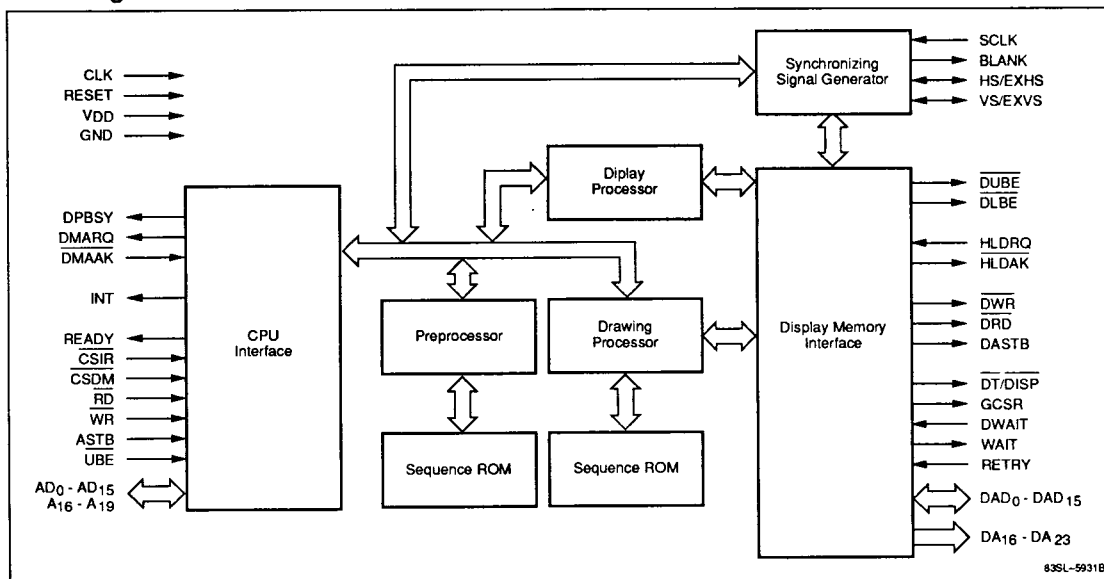 CLK
RESET
VDD
GND
DPBSY
DMARQ
DMAAK
INT
READY
CSIR
CSDM
RD
WR
ASTB
UBE
AD0 - AD15
A16 - A19
CPU
Interface
Preprocessor
Sequence ROM
Diplay
Processor
Drawing
Processor
Sequence ROM
Synchronizing
Signal Generator
Display Memory
Interface
SCLK
BLANK
HS/EXHS
VS/EXVS
DUBE
DLBE
HLDRQ
HLDAK
DWR
DRD
DASTB
DT/DISP
GCSR
DWAIT
WAIT
RETRY
DAD0 - DAD15
DA16 - DA23
83SL-5931B